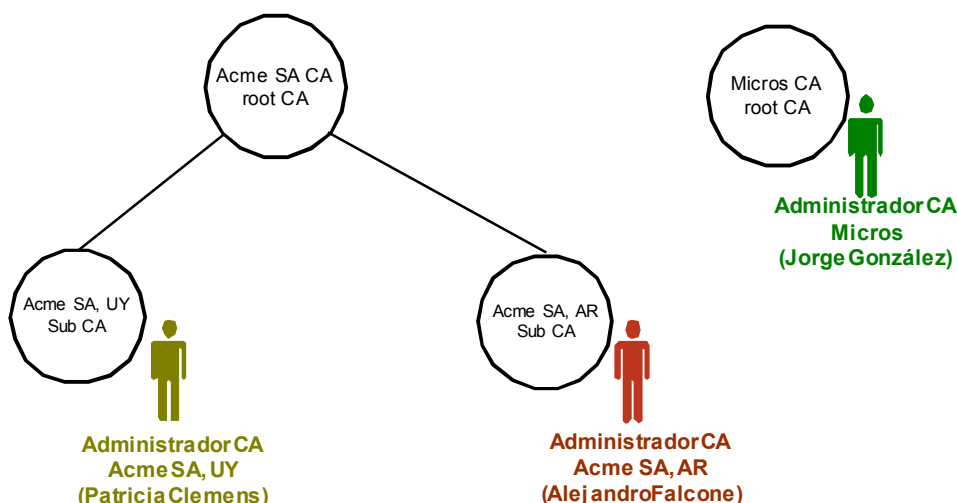 Acme SA CA
root CA
Micros CA
root CA
Administrador CA
Micros
(Jorge González)
Acme SA, UY
Sub CA
Acme SA, AR
Sub CA
Administrador CA
Acme SA, UY
(Patricia Clemens)
Administrador CA
Acme SA, AR
(Alejandro Falcone)